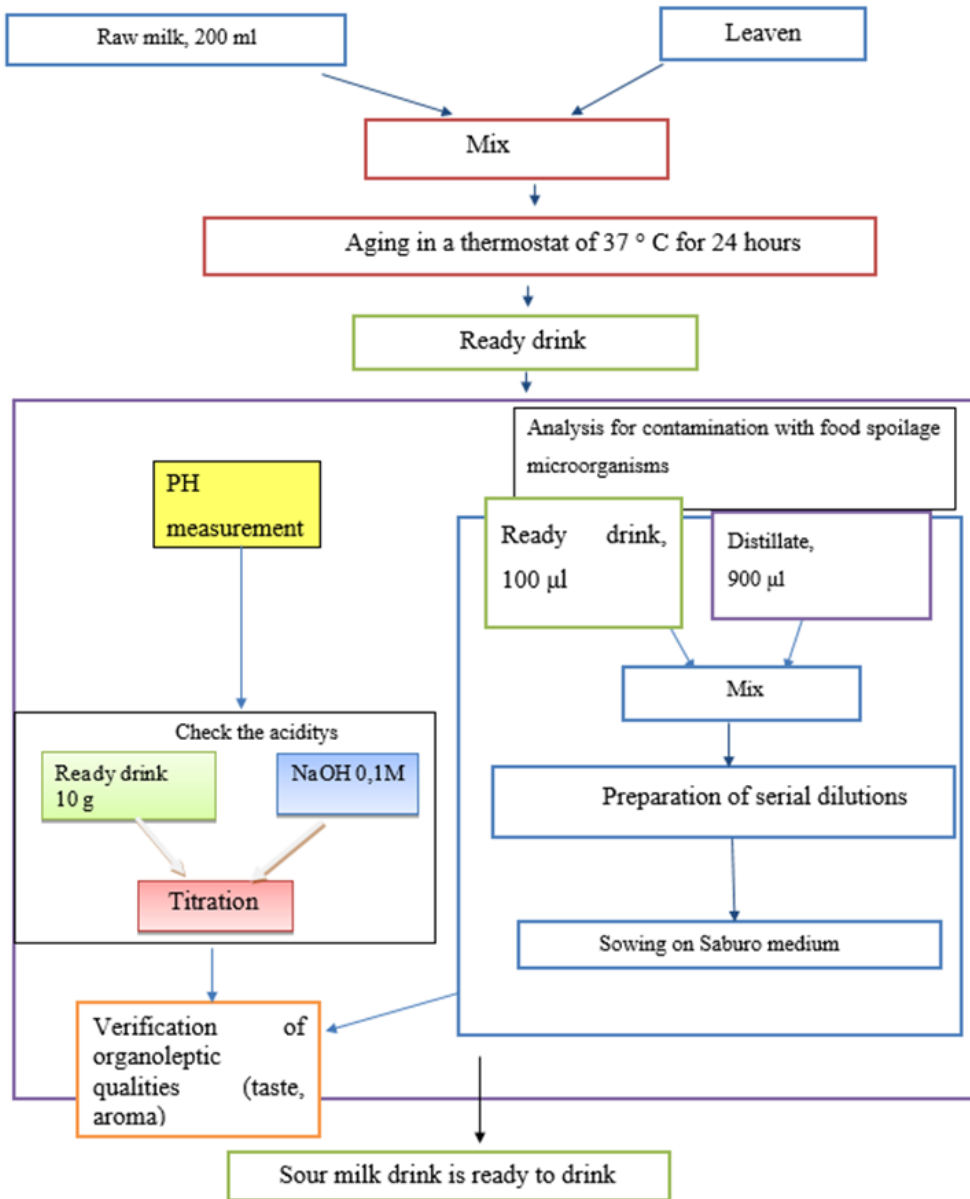 Raw milk, 200 ml
Leaven
Mix
Aging in a thermostat of 37 ° C for 24 hours
Ready drink
Analysis for contamination with food spoilage
microorganisms
PH
measurement
Ready drink,
100 µl
Distillate,
900 µl
Mix
Check the aciditys
Ready drink
10 g
NaOH 0,1M
Titration
Preparation of serial dilutions
Sowing on Saburo medium
Verification of
organoleptic
qualities (taste,
aroma)
Sour milk drink is ready to drink